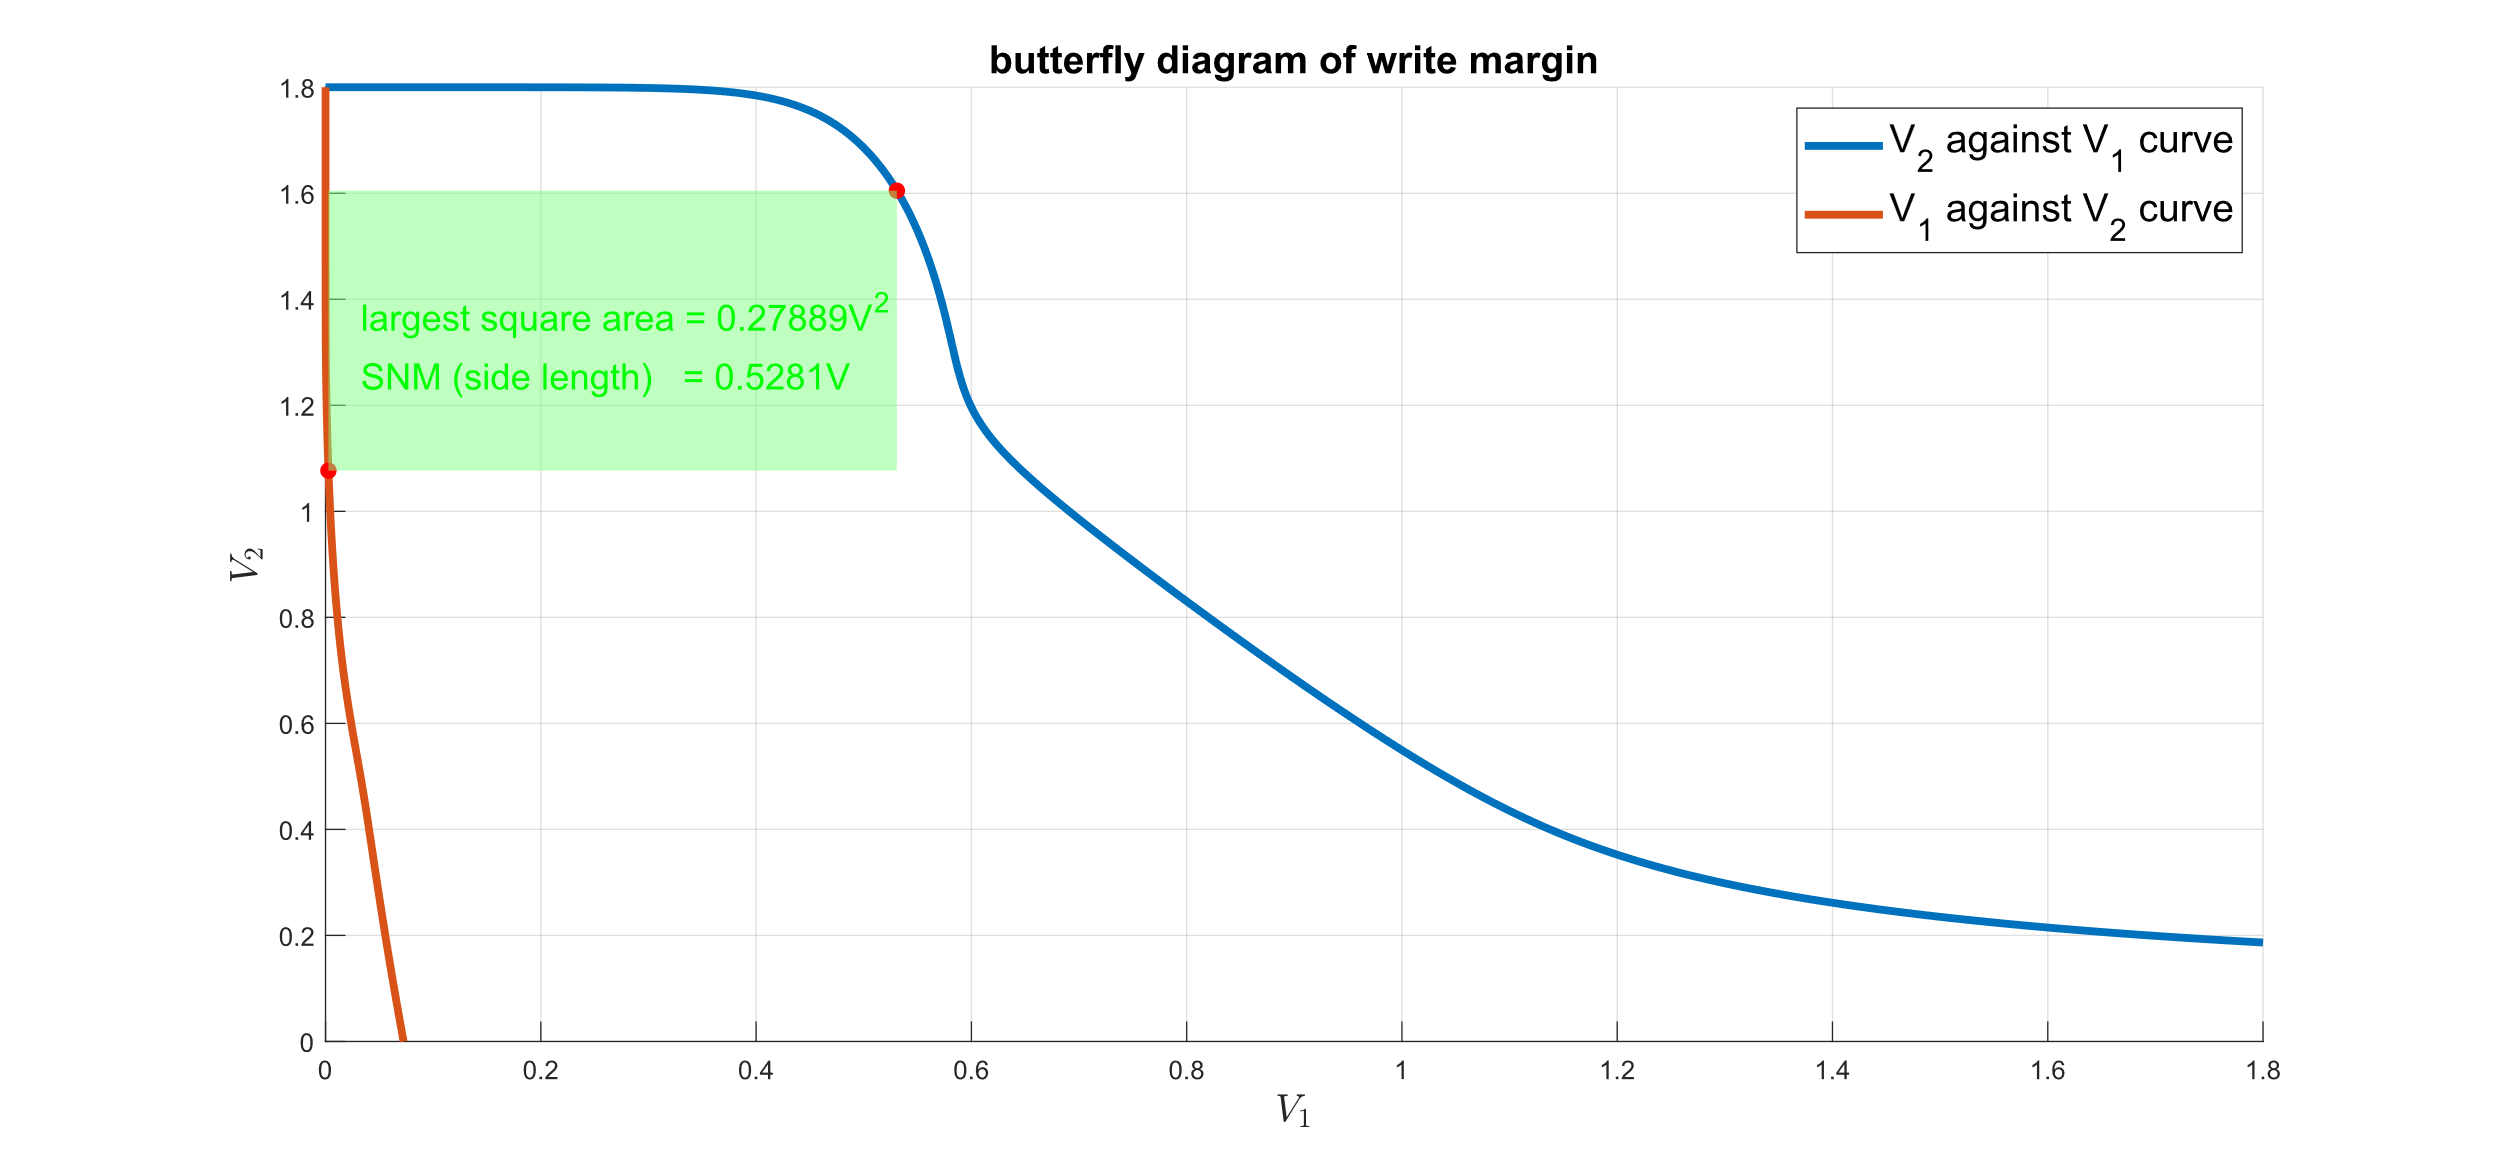 butterfly diagram of write margin
V2 against V1 curve
V1 against V2 curve
largest square area = 0.27889V2
SNM (side length) = 0.5281V
1.8
1.6
1.4
1.2
1
0.8
0.6
0.4
0.2
0
V2
0 0.2 0.4 0.6 0.8 1 1.2 1.4 1.6 1.8
V1